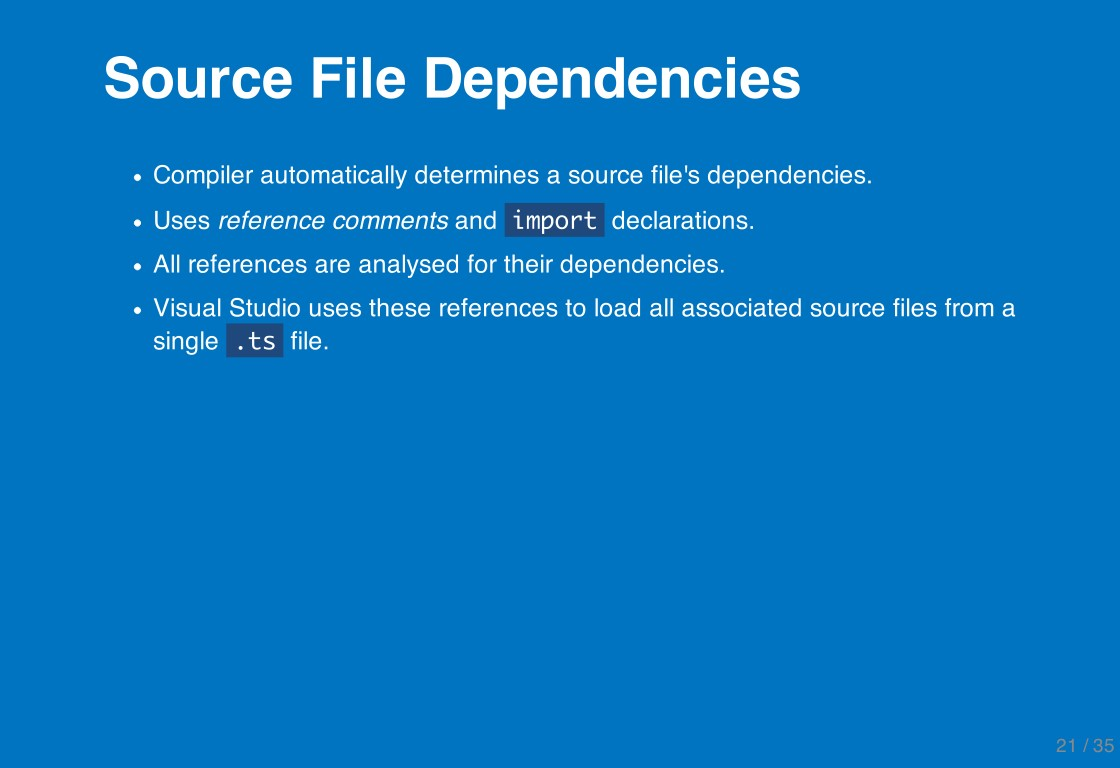 Source File Dependencies
• Compiler automatically determines a source file's dependencies.
• Uses reference comments and import declarations.
• All references are analysed for their dependencies.
• Visual Studio uses these references to load all associated source files from a
single .ts file.
21 / 35